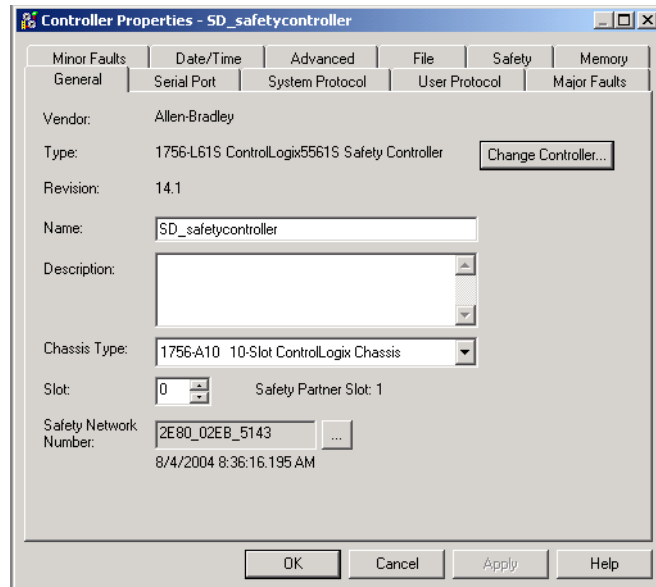 Controller Properties - SD_safetycontroller
Minor Faults Date/Time Advanced File Safety Memory
General Serial Port System Protocol User Protocol Major Faults
Vendor: Allen-Bradley
Type: 1756-L61S ControlLogix5561S Safety Controller Change Controller...
Revision: 14.1
Name: SD_safetycontroller
Description:
Chassis Type: 1756-A10 10-Slot ControlLogix Chassis
Slot: 0 Safety Partner Slot: 1
Safety Network
Number: 2E80_02EB_5143 ...
8/4/2004 8:36:16.195 AM
OK Cancel Apply Help